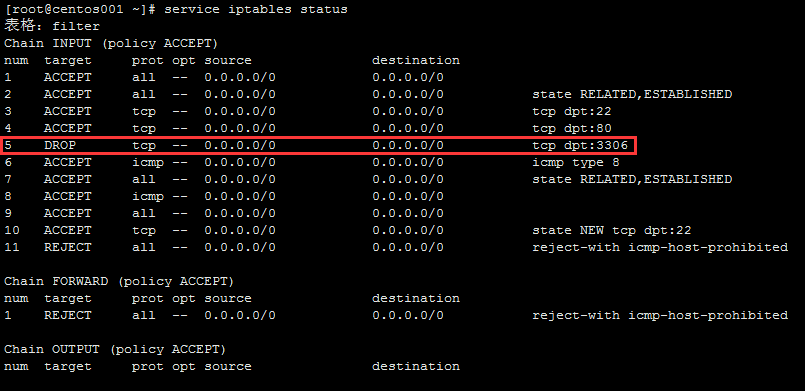 [root@centos001 ~]# service iptables status
表格：filter
Chain INPUT (policy ACCEPT)
num  target     prot opt source               destination
1    ACCEPT     all  --  0.0.0.0/0            0.0.0.0/0
2    ACCEPT     all  --  0.0.0.0/0            0.0.0.0/0           state RELATED,ESTABLISHED
3    ACCEPT     tcp  --  0.0.0.0/0            0.0.0.0/0           tcp dpt:22
4    ACCEPT     tcp  --  0.0.0.0/0            0.0.0.0/0           tcp dpt:80
5    DROP       tcp  --  0.0.0.0/0            0.0.0.0/0           tcp dpt:3306
6    ACCEPT     icmp --  0.0.0.0/0            0.0.0.0/0           icmp type 8
7    ACCEPT     all  --  0.0.0.0/0            0.0.0.0/0           state RELATED,ESTABLISHED
8    ACCEPT     icmp --  0.0.0.0/0            0.0.0.0/0
9    ACCEPT     all  --  0.0.0.0/0            0.0.0.0/0
10   ACCEPT     tcp  --  0.0.0.0/0            0.0.0.0/0           state NEW tcp dpt:22
11   REJECT     all  --  0.0.0.0/0            0.0.0.0/0           reject-with icmp-host-prohibited
Chain FORWARD (policy ACCEPT)
num  target     prot opt source               destination
1    REJECT     all  --  0.0.0.0/0            0.0.0.0/0           reject-with icmp-host-prohibited
Chain OUTPUT (policy ACCEPT)
num  target     prot opt source               destination